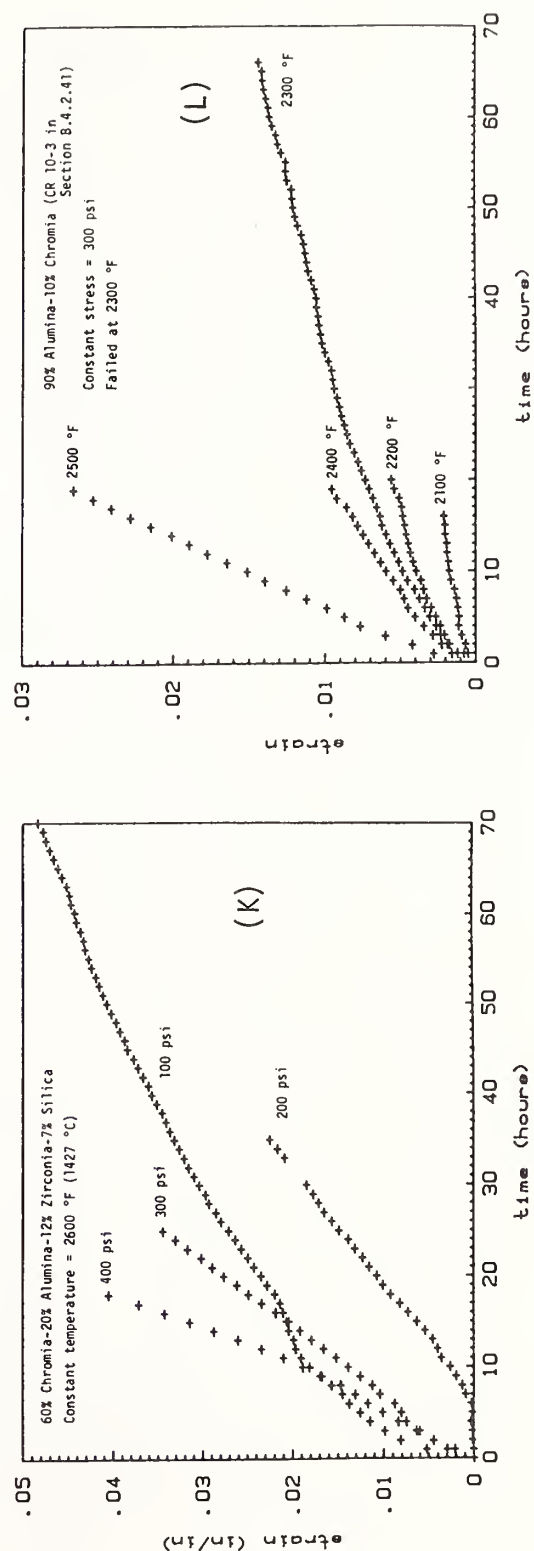 60% Chromia-20% Alumina-12% Zirconia-7% Silica
Constant temperature = 2600 °F (1427 °C)
(K)
400 psi
300 psi
100 psi
200 psi
0.05
.04
.03
.02
.01
0
strain (in/in)
0
10
20
30
40
50
60
70
time (hours)
90% Alumina-10% Chromia (CR 10-3 in
Section B.4.2.41)
Constant stress = 300 psi
Failed at 2300 °F
(L)
2500 °F
2400 °F
2300 °F
2200 °F
2100 °F
0.03
.02
.01
0
strain
0
10
40
50
60
70
time (hours)